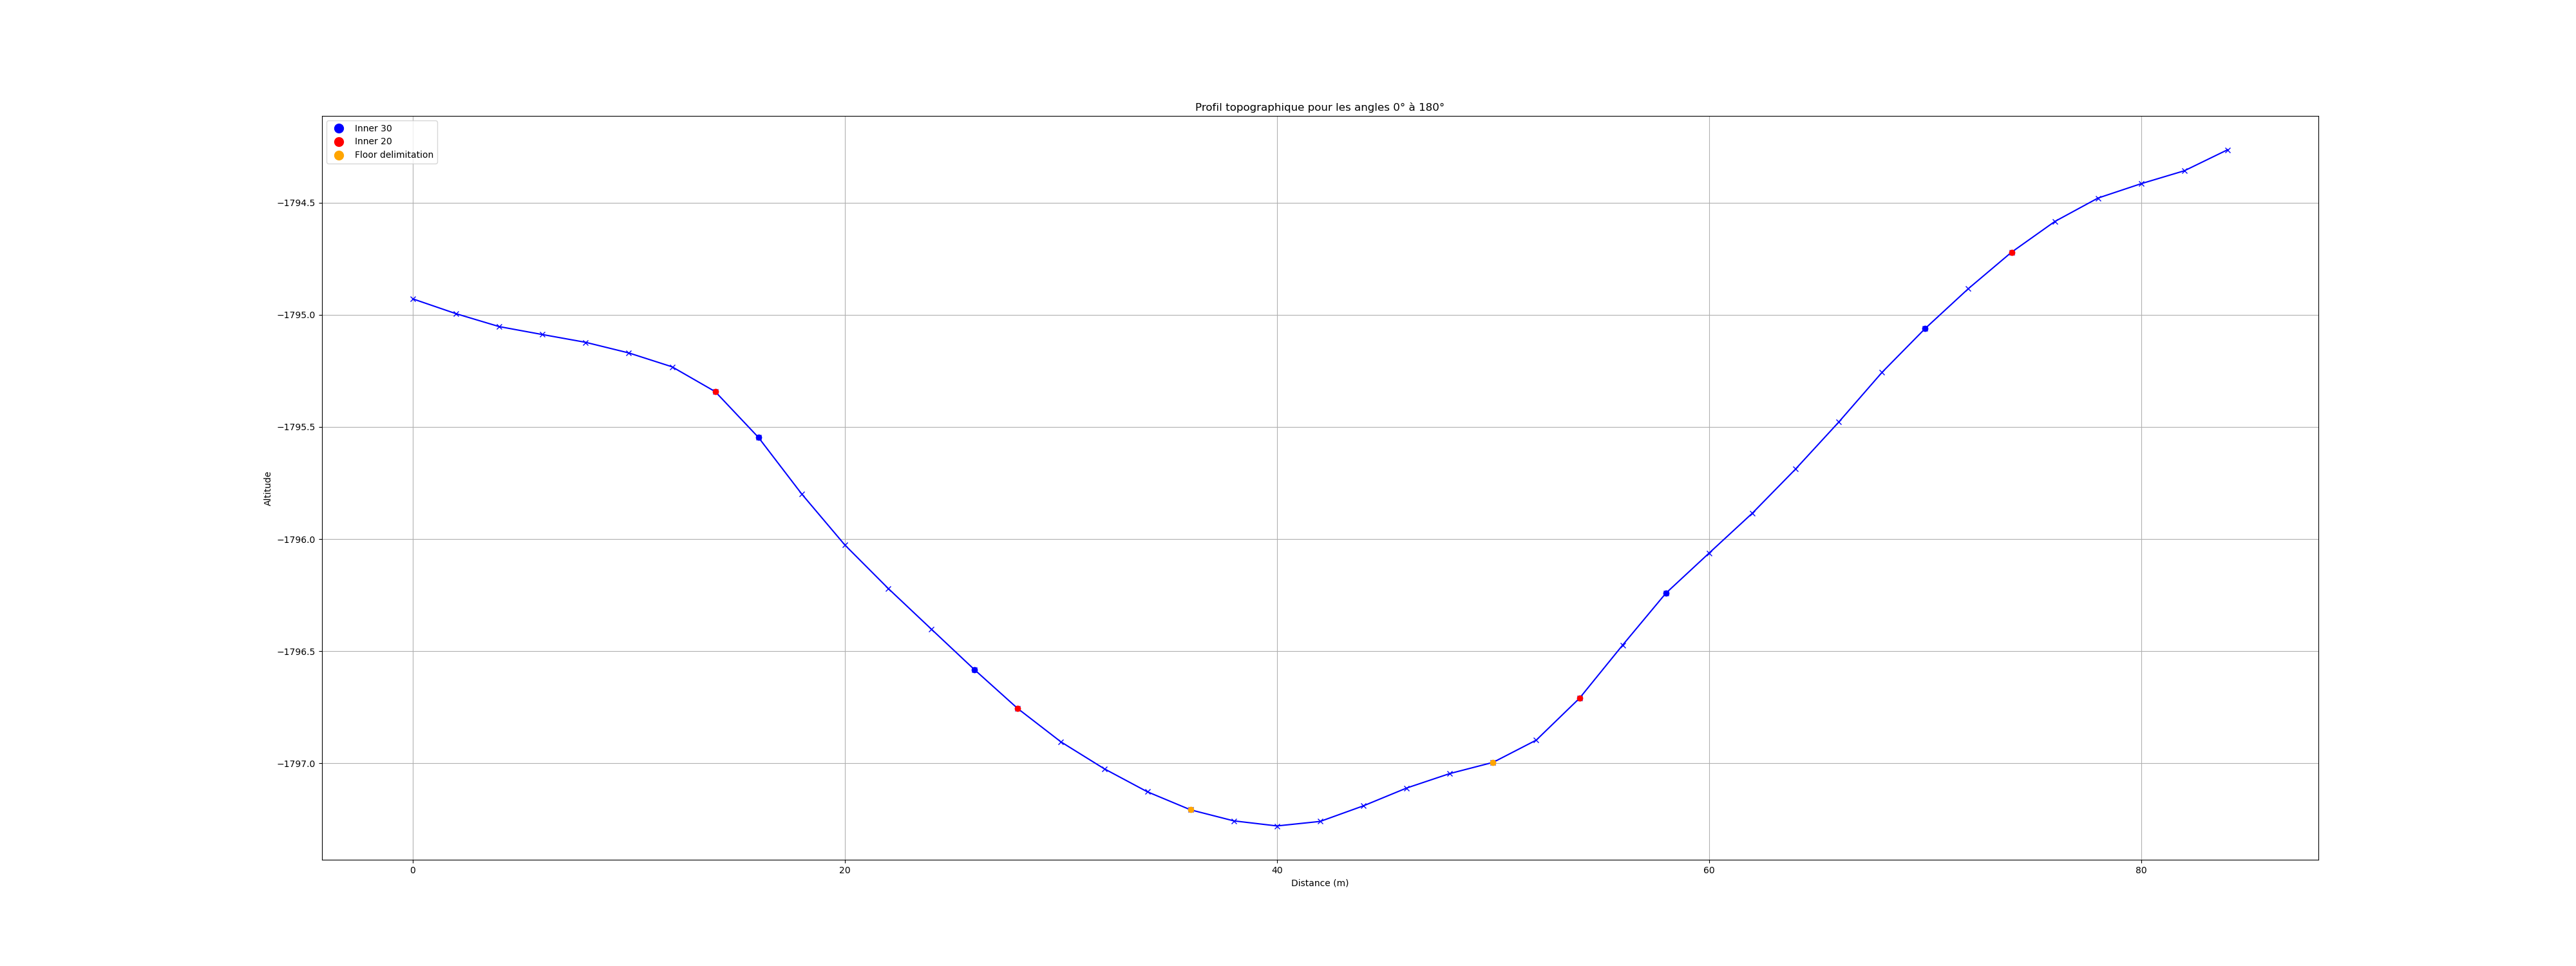 Profil topographique pour les angles 0° à 180°
Inner 30
Inner 20
Floor delimitation
−1794.5
−1795.0
−1795.5
−1796.0
−1796.5
−1797.0
Altitude
0 20 40 60 80
Distance (m)